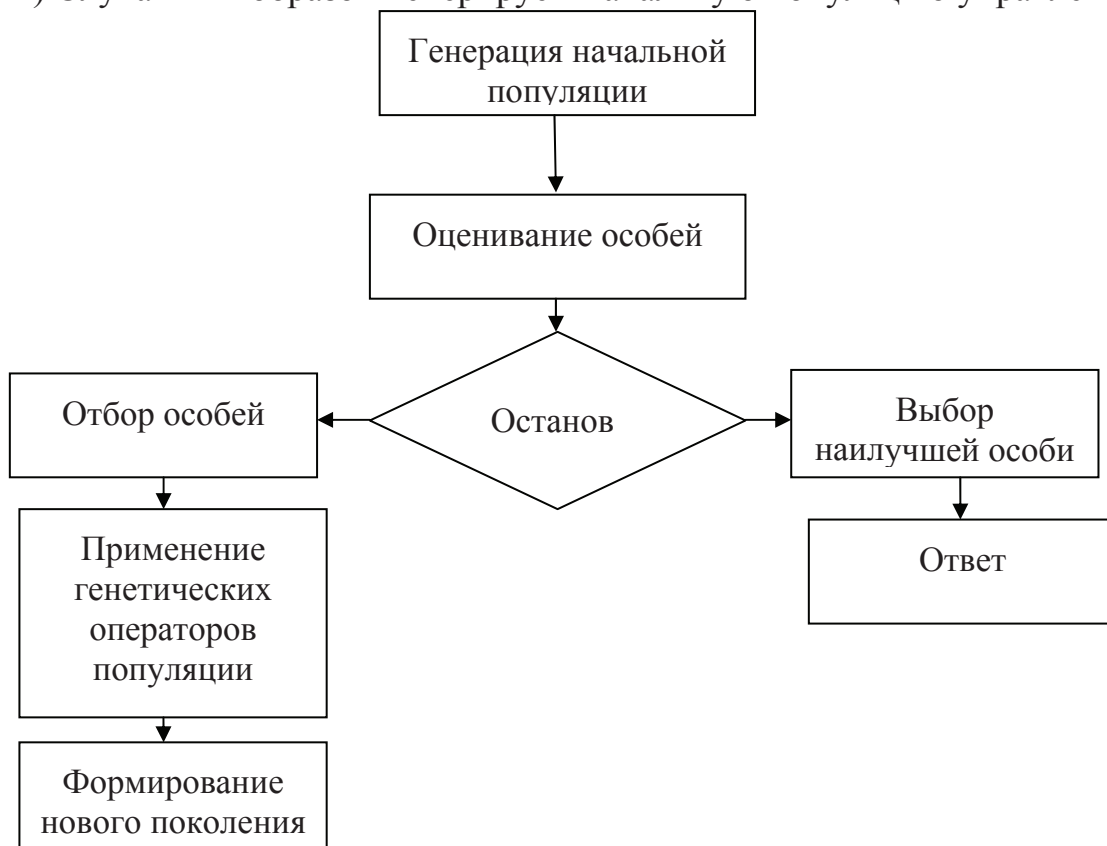 Генерация начальной
популяции
Оценивание особей
Останов
Отбор особей
Выбор
наилучшей особи
Применение
генетических
операторов
популяции
Ответ
Формирование
нового поколения